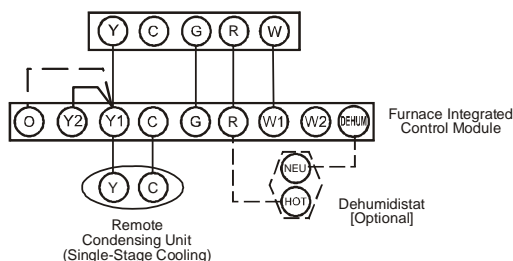 Y C G R W
O Y2 Y1 C G R W1 W2 DEHUM
Furnace Integrated
Control Module
Y C
NEU
HOT
Dehumidistat
[Optional]
Remote
Condensing Unit
(Single-Stage Cooling)